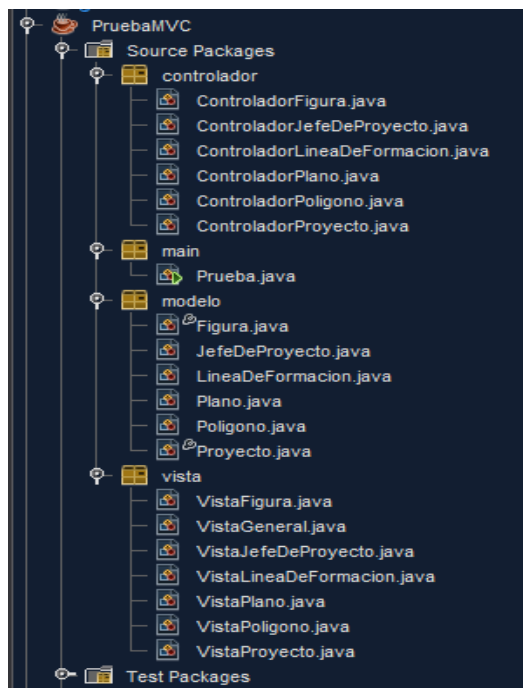 PruebaMVC
Source Packages
controlador
ControladorFigura.java
ControladorJefeDeProyecto.java
ControladorLineaDeFormacion.java
ControladorPlano.java
ControladorPoligono.java
ControladorProyecto.java
main
Prueba.java
modelo
Figura.java
JefeDeProyecto.java
LineaDeFormacion.java
Plano.java
Poligono.java
Proyecto.java
vista
VistaFigura.java
VistaGeneral.java
VistaJefeDeProyecto.java
VistaLineaDeFormacion.java
VistaPlano.java
VistaPoligono.java
VistaProyecto.java
Test Packages